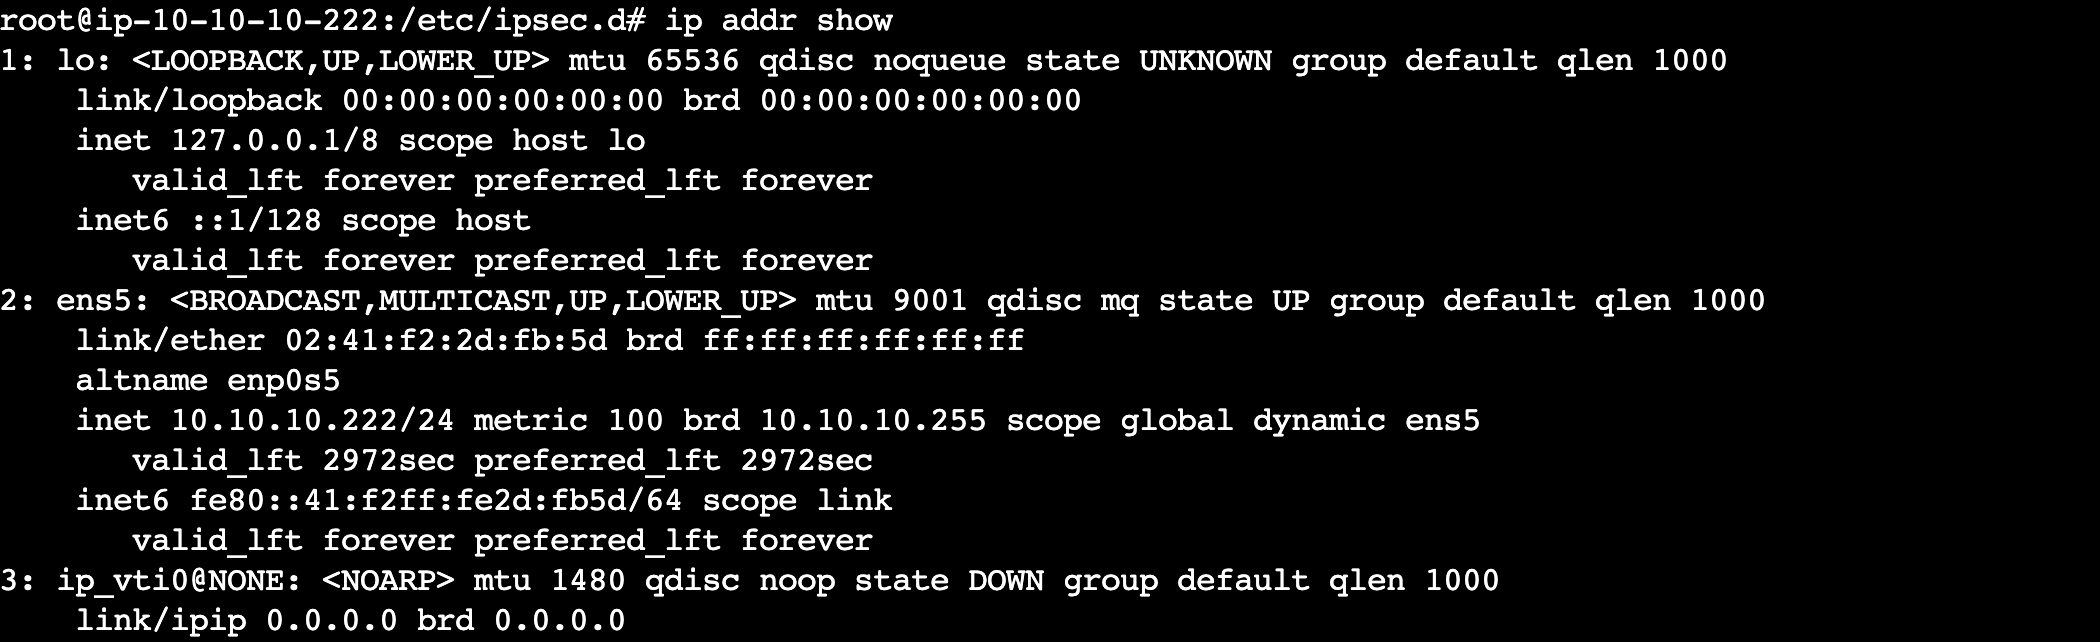 root@ip-10-10-10-222:/etc/ipsec.d# ip addr show
1: lo: <LOOPBACK,UP,LOWER_UP> mtu 65536 qdisc noqueue state UNKNOWN group default qlen 1000
    link/loopback 00:00:00:00:00:00 brd 00:00:00:00:00:00
    inet 127.0.0.1/8 scope host lo
       valid_lft forever preferred_lft forever
    inet6 ::1/128 scope host
       valid_lft forever preferred_lft forever
2: ens5: <BROADCAST,MULTICAST,UP,LOWER_UP> mtu 9001 qdisc mq state UP group default qlen 1000
    link/ether 02:41:f2:2d:fb:5d brd ff:ff:ff:ff:ff:ff
    altname enp0s5
    inet 10.10.10.222/24 metric 100 brd 10.10.10.255 scope global dynamic ens5
       valid_lft 2972sec preferred_lft 2972sec
    inet6 fe80::41:f2ff:fe2d:fb5d/64 scope link
       valid_lft forever preferred_lft forever
3: ip_vti0@NONE: <NOARP> mtu 1480 qdisc noop state DOWN group default qlen 1000
    link/ipip 0.0.0.0 brd 0.0.0.0